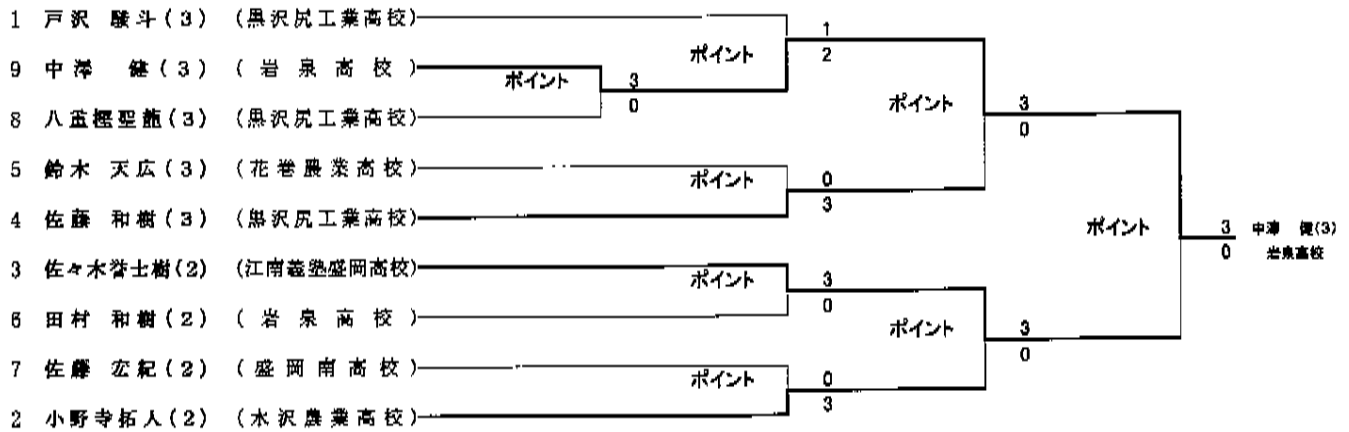 1 戸沢 駿斗(3) (黒沢尻工業高校)
9 中澤 健(3) (岩泉高校)
8 八重樫聖龍(3) (黒沢尻工業高校)
5 鈴木 天広(3) (花巻農業高校)
4 佐藤 和樹(3) (黒沢尻工業高校)
3 佐々木誉士樹(2) (江南義塾盛岡高校)
6 田村 和樹(2) (岩泉高校)
7 佐藤 宏紀(2) (盛岡南高校)
2 小野寺拓人(2) (水沢農業高校)
ポイント 3
0
ポイント 1
2
ポイント 0
3
ポイント 3
0
ポイント 0
3
ポイント 3
0
ポイント 3
0
ポイント 3 中澤 健(3)
0 岩泉高校